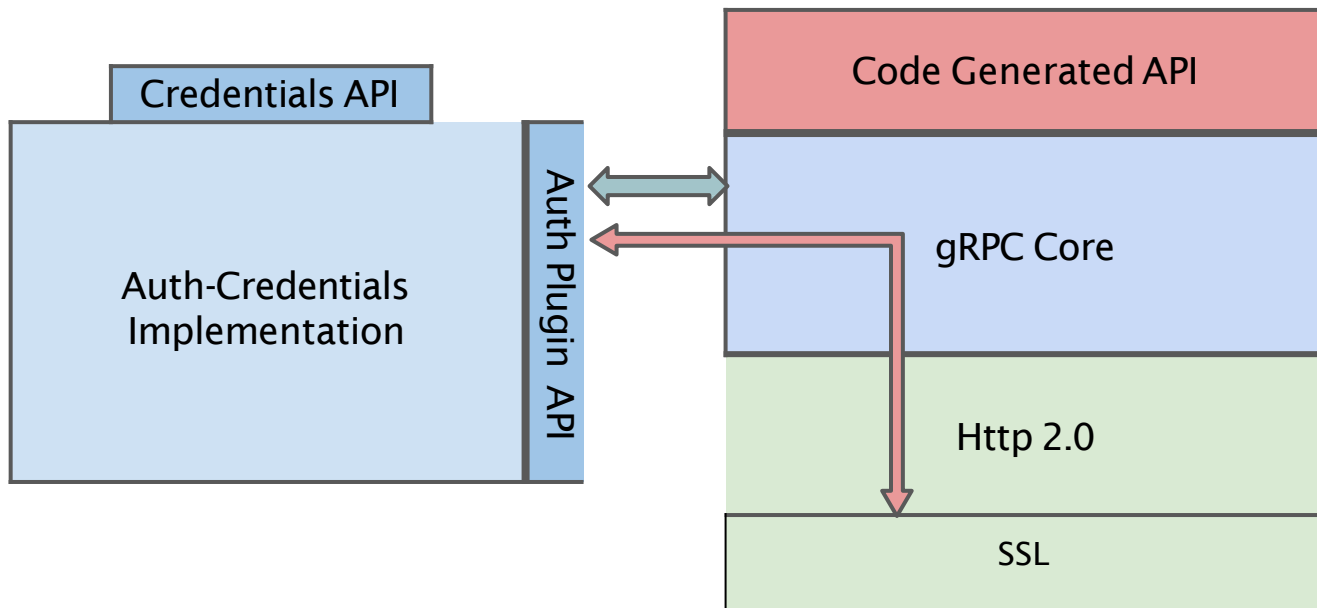 Credentials API
Auth-Credentials
Implementation
Auth Plugin API
Code Generated API
gRPC Core
Http 2.0
SSL